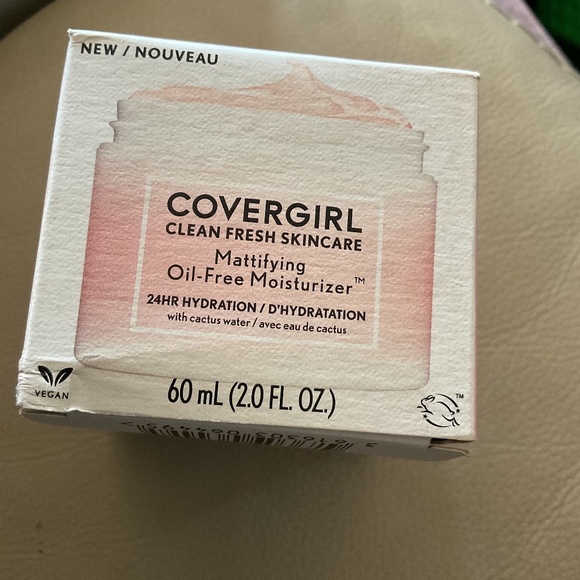 NEW / NOUVEAU
COVERGIRL
CLEAN FRESH SKINCARE
Mattifying
Oil-Free Moisturizer™
24HR HYDRATION / D'HYDRATATION
with cactus water / avec eau de cactus
VEGAN
60 mL (2.0 FL. OZ.)
TM